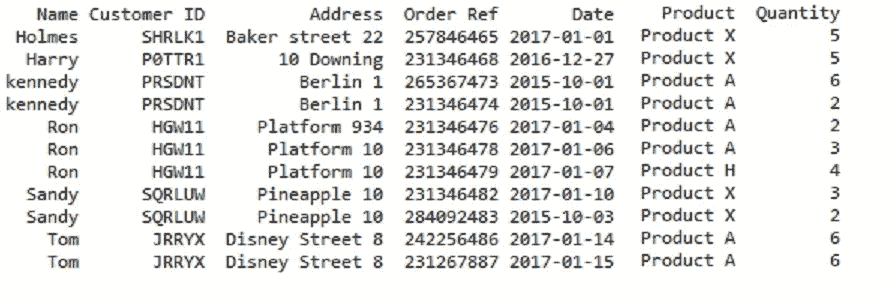 Name Customer ID Address Order Ref Date Product Quantity
Holmes SHRLK1 Baker street 22 257846465 2017-01-01 Product X 5
Harry P0TTR1 10 Downing 231346468 2016-12-27 Product X 5
kennedy PRSDNT Berlin 1 265367473 2015-10-01 Product A 6
kennedy PRSDNT Berlin 1 231346474 2015-10-01 Product A 2
Ron HGW11 Platform 934 231346476 2017-01-04 Product A 2
Ron HGW11 Platform 10 231346478 2017-01-06 Product A 3
Ron HGW11 Platform 10 231346479 2017-01-07 Product H 4
Sandy SQRLUW Pineapple 10 231346482 2017-01-10 Product X 3
Sandy SQRLUW Pineapple 10 284092483 2015-10-03 Product X 2
Tom JRRYX Disney Street 8 242256486 2017-01-14 Product A 6
Tom JRRYX Disney Street 8 231267887 2017-01-15 Product A 6